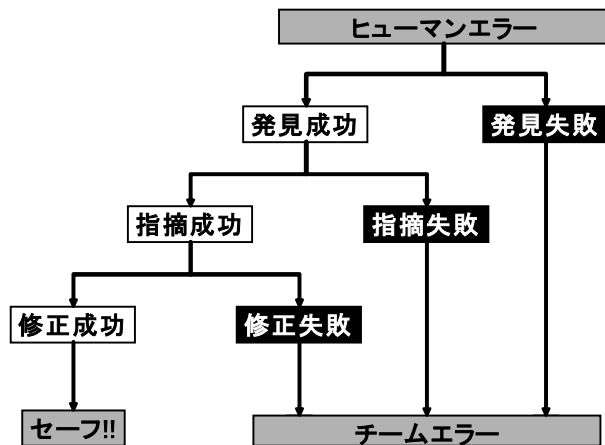 ヒューマンエラー
発見成功
発見失敗
指摘成功
指摘失敗
修正成功
修正失敗
セーフ!!
チームエラー